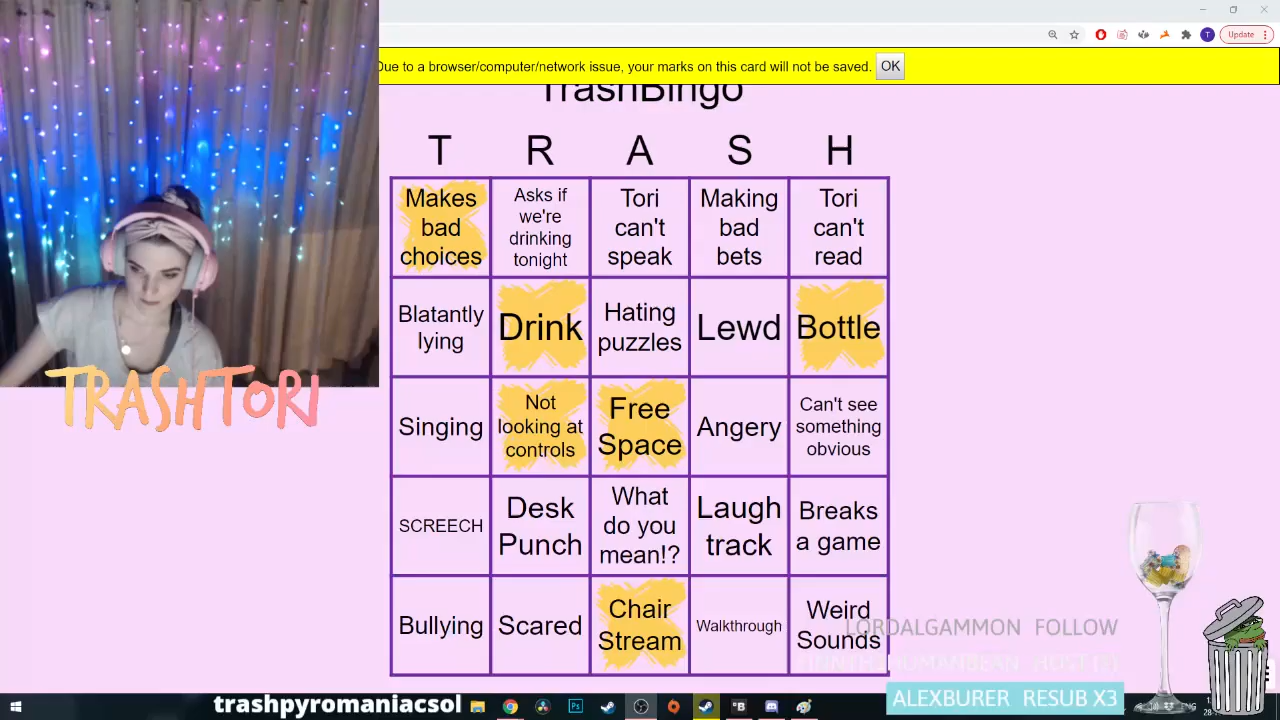 Update
Due to a browser/computer/network issue, your marks on this card will not be saved. OK
TrashBingo
T R A S H
Makes bad choices
Asks if we're drinking tonight
Tori can't speak
Making bad bets
Tori can't read
Blatantly lying
Drink
Hating puzzles
Lewd
Bottle
Singing
Not looking at controls
Free Space
Angery
Can't see something obvious
SCREECH
Desk Punch
What do you mean!?
Laugh track
Breaks a game
Bullying
Scared
Chair Stream
Walkthrough
Weird Sounds
TRASHTORI
LORDALGAMMON FOLLOW
ALEXBURER RESUB X3
trashpyromaniacsol